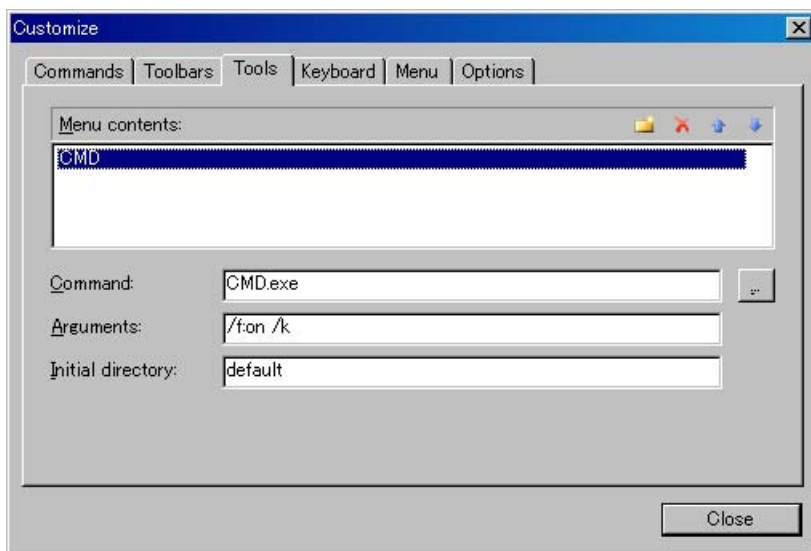 Customize
Commands Toolbars Tools Keyboard Menu Options
Menu contents:
CMD
Command: CMD.exe ...
Arguments: /f:on /k
Initial directory: default
Close